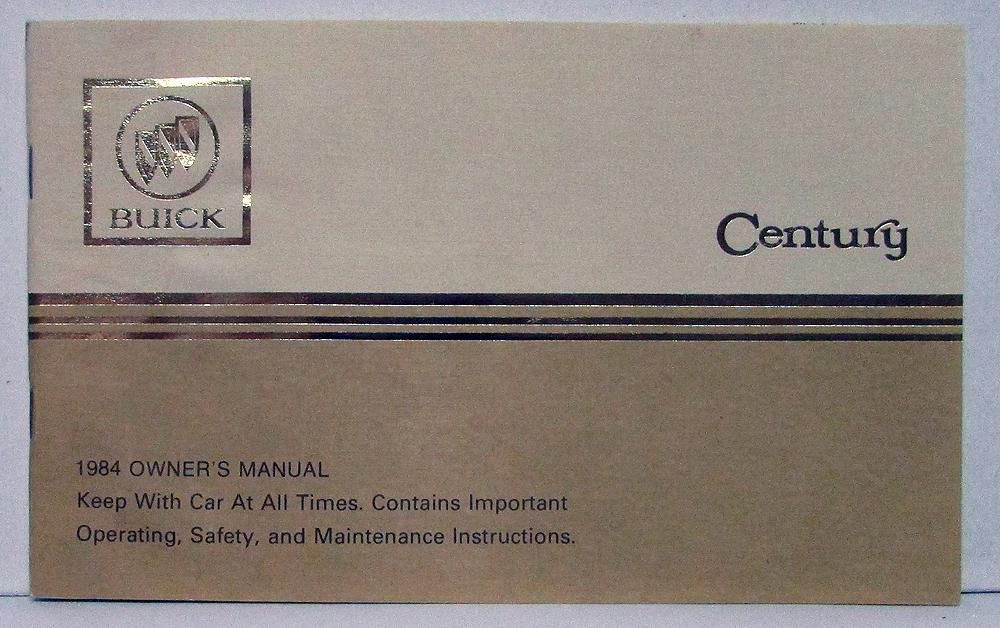 BUICK
Century
1984 OWNER'S MANUAL
Keep With Car At All Times. Contains Important
Operating, Safety, and Maintenance Instructions.